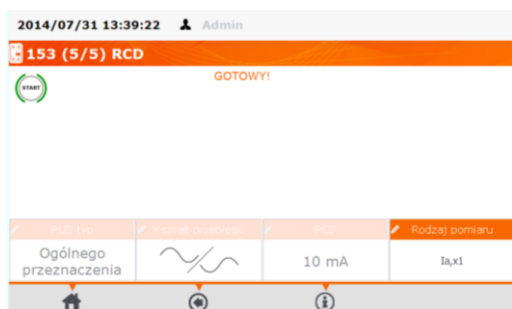 2014/07/31 13:39:22 Admin
153 (5/5) RCD
GOTOWY!
START
RCD typ Kształt przebiegu RCD Rodzaj pomiaru
Ogólnego przeznaczenia 10 mA Ia,x1